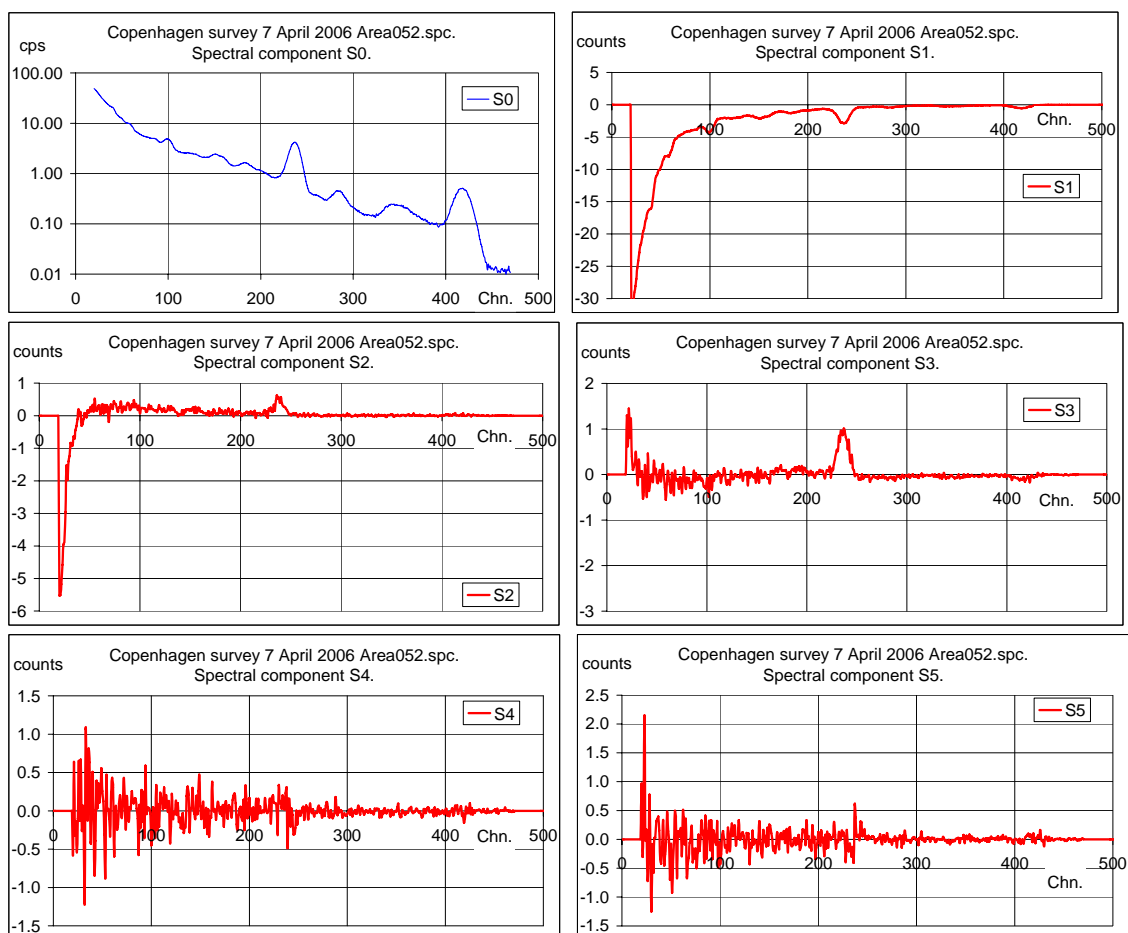 Copenhagen survey 7 April 2006 Area052.spc.
Spectral component S0.
cps
100.00
10.00
1.00
0.10
0.01
0 100 200 300 400 Chn. 500
S0
Copenhagen survey 7 April 2006 Area052.spc.
Spectral component S1.
counts
5
0
-5
-10
-15
-20
-25
-30
0 100 200 300 400 500
Chn.
S1
Copenhagen survey 7 April 2006 Area052.spc.
Spectral component S2.
counts
1
0
-1
-2
-3
-4
-5
-6
0 100 200 300 400 500
Chn.
S2
Copenhagen survey 7 April 2006 Area052.spc.
Spectral component S3.
counts
2
1
0
-1
-2
-3
0 100 200 300 400 500
Chn.
S3
Copenhagen survey 7 April 2006 Area052.spc.
Spectral component S4.
counts
1.5
1.0
0.5
0.0
-0.5
-1.0
-1.5
0 100 200 300 400 500
Chn.
S4
Copenhagen survey 7 April 2006 Area052.spc.
Spectral component S5.
counts
2.5
2.0
1.5
1.0
0.5
0.0
-0.5
-1.0
-1.5
0 100 200 300 400 500
Chn.
S5